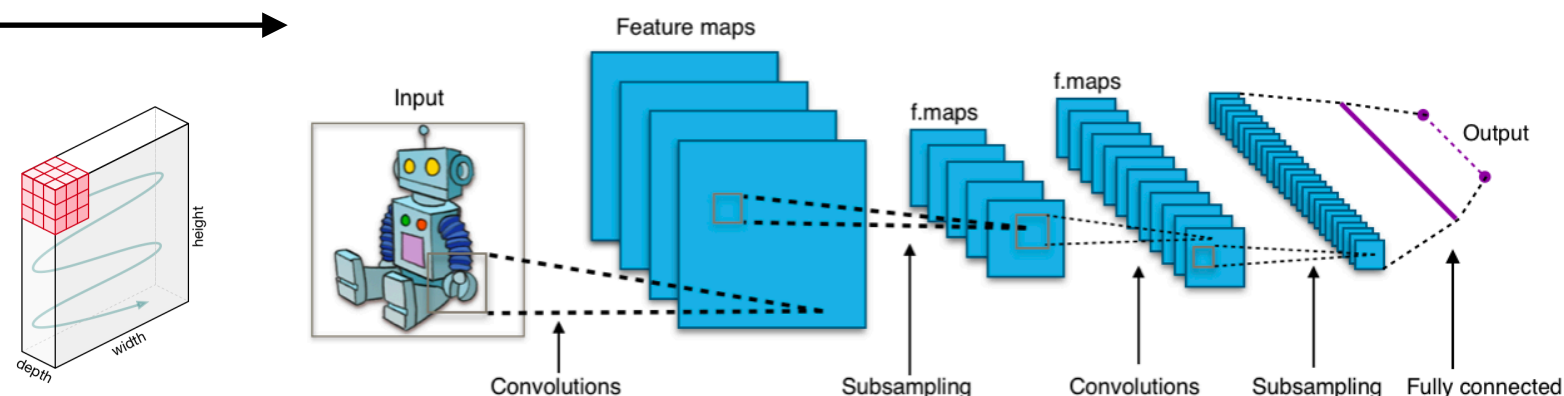 depth
width
height
Input
Feature maps
f.maps
f.maps
Output
Convolutions
Subsampling
Convolutions
Subsampling
Fully connected